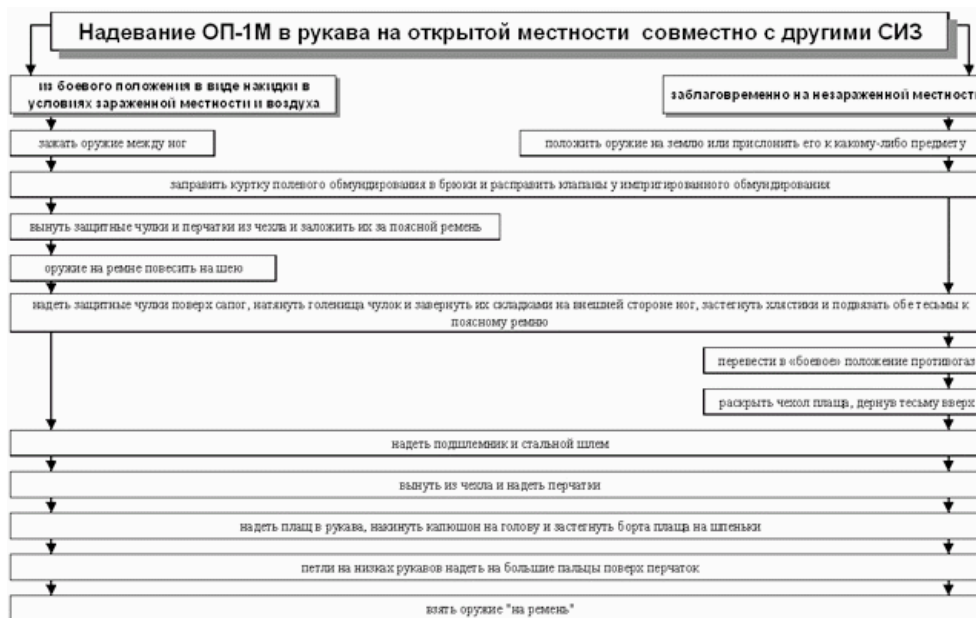 Надевание ОП-1М в рукава на открытой местности совместно с другими СИЗ
из боевого положения в виде накидки в
условиях зараженной местности и воздуха
заблаговременно на незараженной местности
зажать оружие между ног
положить оружие на землю или прислонить его к какому-либо предмету
заправить куртку полевого обмундирования в брюки и расправить клапаны у импригированного обмундирования
вынуть защитные чулки и перчатки из чехла и заложить их за поясной ремень
оружие на ремне повесить на шею
надеть защитные чулки поверх сапог, натянуть голенища чулок и завернуть их складками на внешней стороне ног, застегнуть хлястики и подвязать обе тесьмы к
поясному ремню
перевести в «боевое» положение противогаз
раскрыть чехол плаща, дернув тесьму вверх
надеть подшлемник и стальной шлем
вынуть из чехла и надеть перчатки
надеть плащ в рукава, накинуть капюшон на голову и застегнуть борта плаща на шпеньки
петли на низках рукавов надеть на большие пальцы поверх перчаток
взять оружие "на ремень"